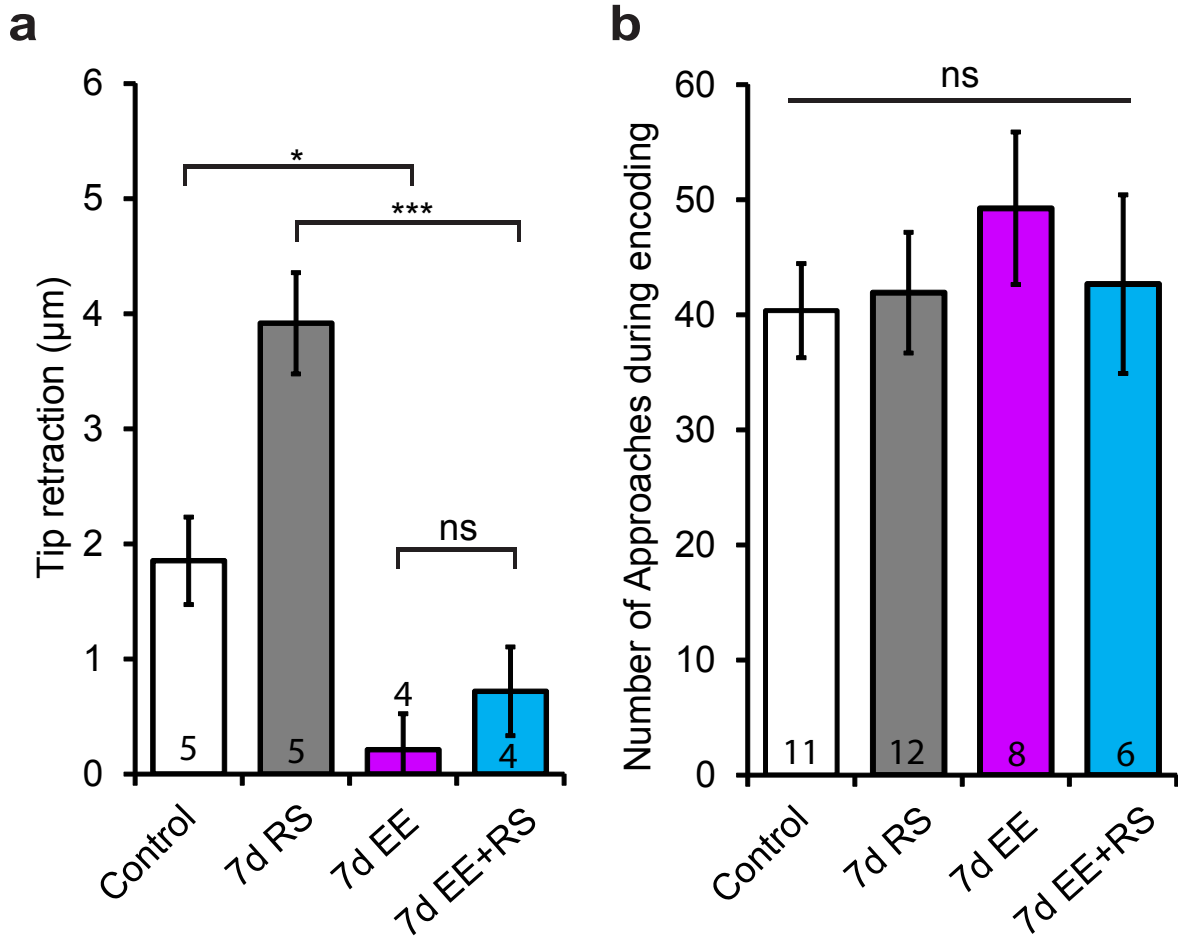 a
Tip retraction (µm)
6
5
4
3
2
1
0
*
***
ns
5
5
4
4
Control
7d RS
7d EE
7d EE+RS
b
Number of Approaches during encoding
60
50
40
30
20
10
0
ns
11
12
8
6
Control
7d RS
7d EE
7d EE+RS